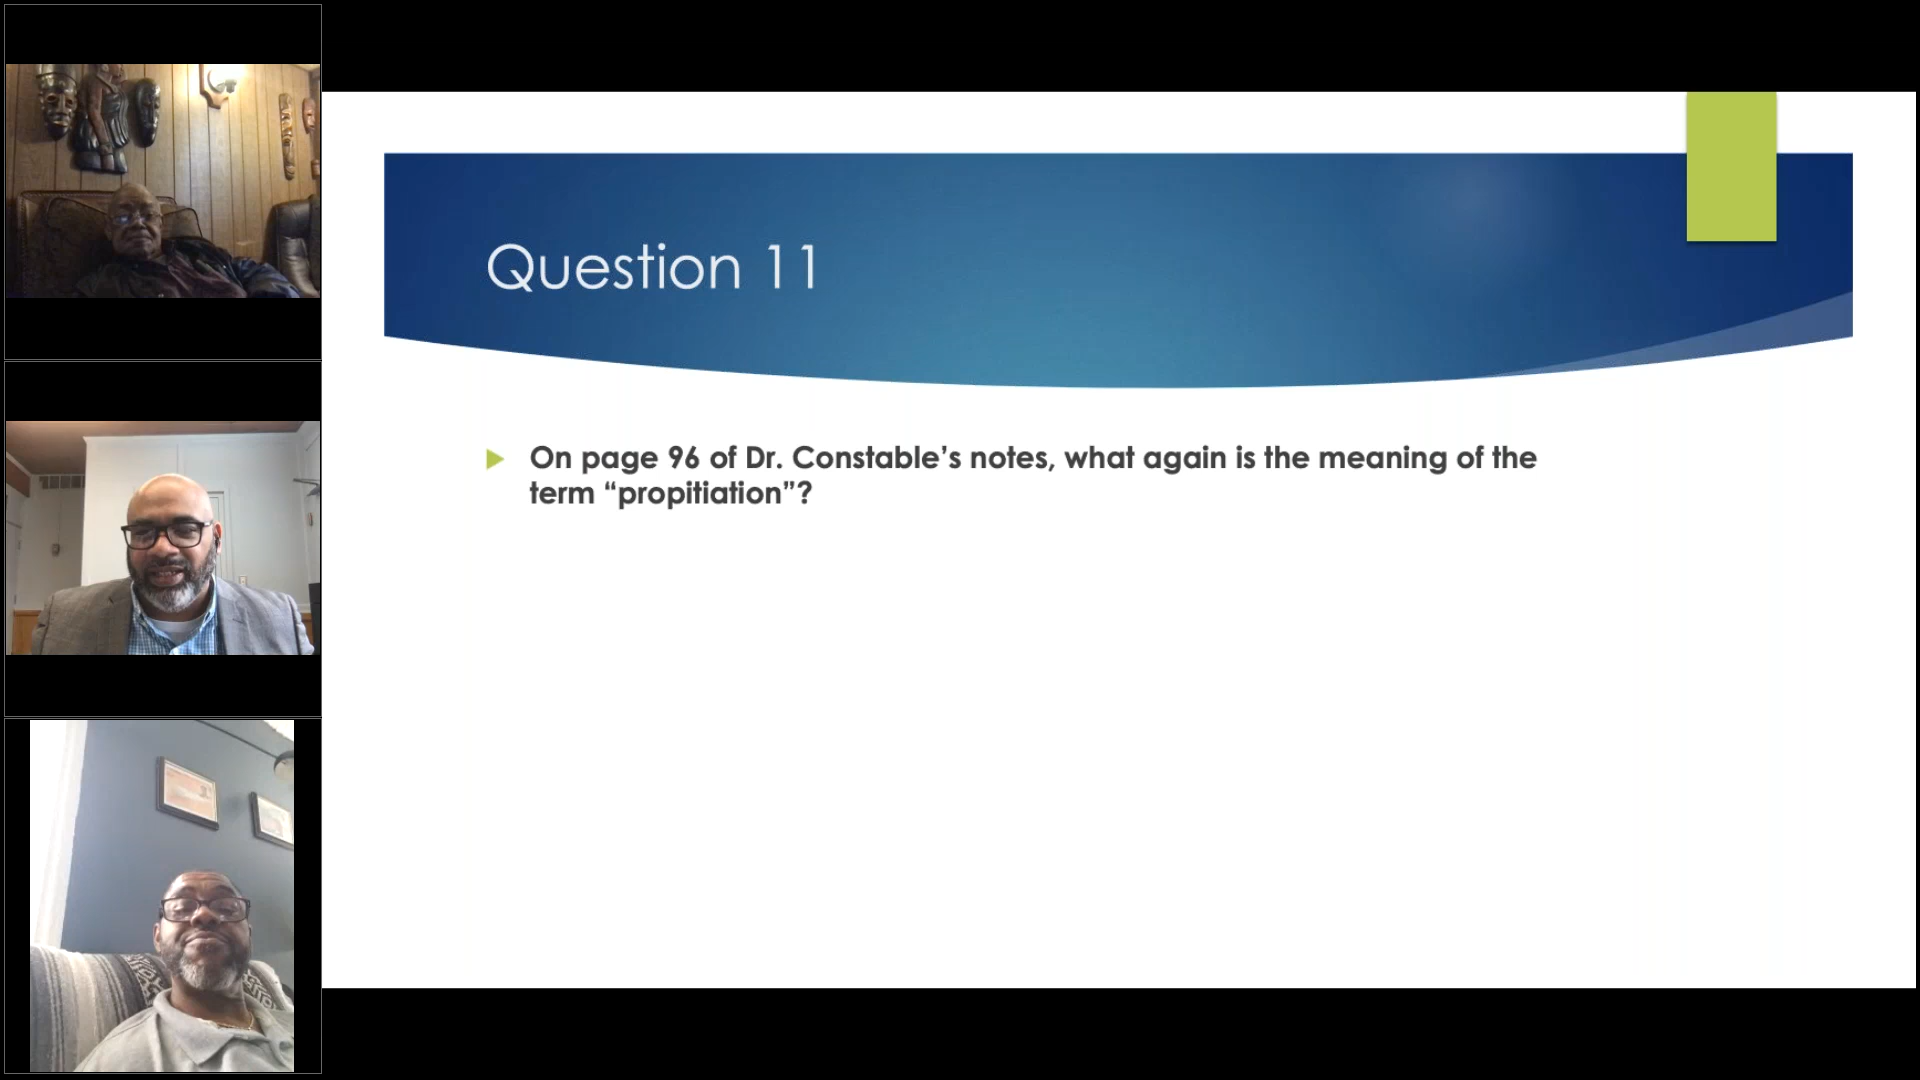 Question 11
On page 96 of Dr. Constable’s notes, what again is the meaning of the
term “propitiation”?